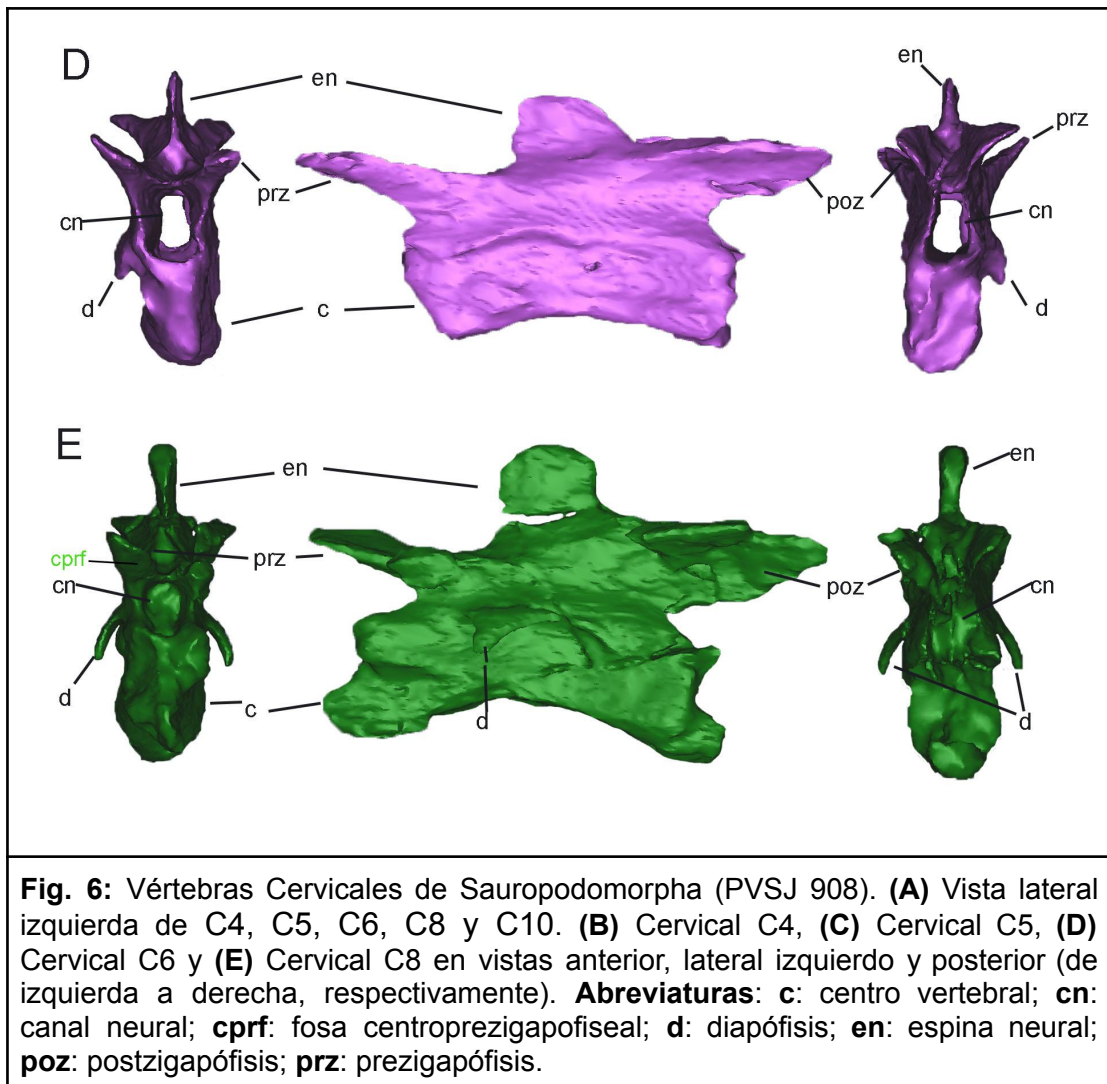 D
en
en
prz
prz
poz
cn
cn
d
d
c
E
en
en
cprf
prz
cn
poz
cn
d
c
d
d
Fig. 6: Vértebras Cervicales de Sauropodomorpha (PVSJ 908). (A) Vista lateral
izquierda de C4, C5, C6, C8 y C10. (B) Cervical C4, (C) Cervical C5, (D)
Cervical C6 y (E) Cervical C8 en vistas anterior, lateral izquierdo y posterior (de
izquierda a derecha, respectivamente). Abreviaturas: c: centro vertebral; cn:
canal neural; cprf: fosa centroprezigapofiseal; d: diapófisis; en: espina neural;
poz: postzigapófisis; prz: prezigapófisis.